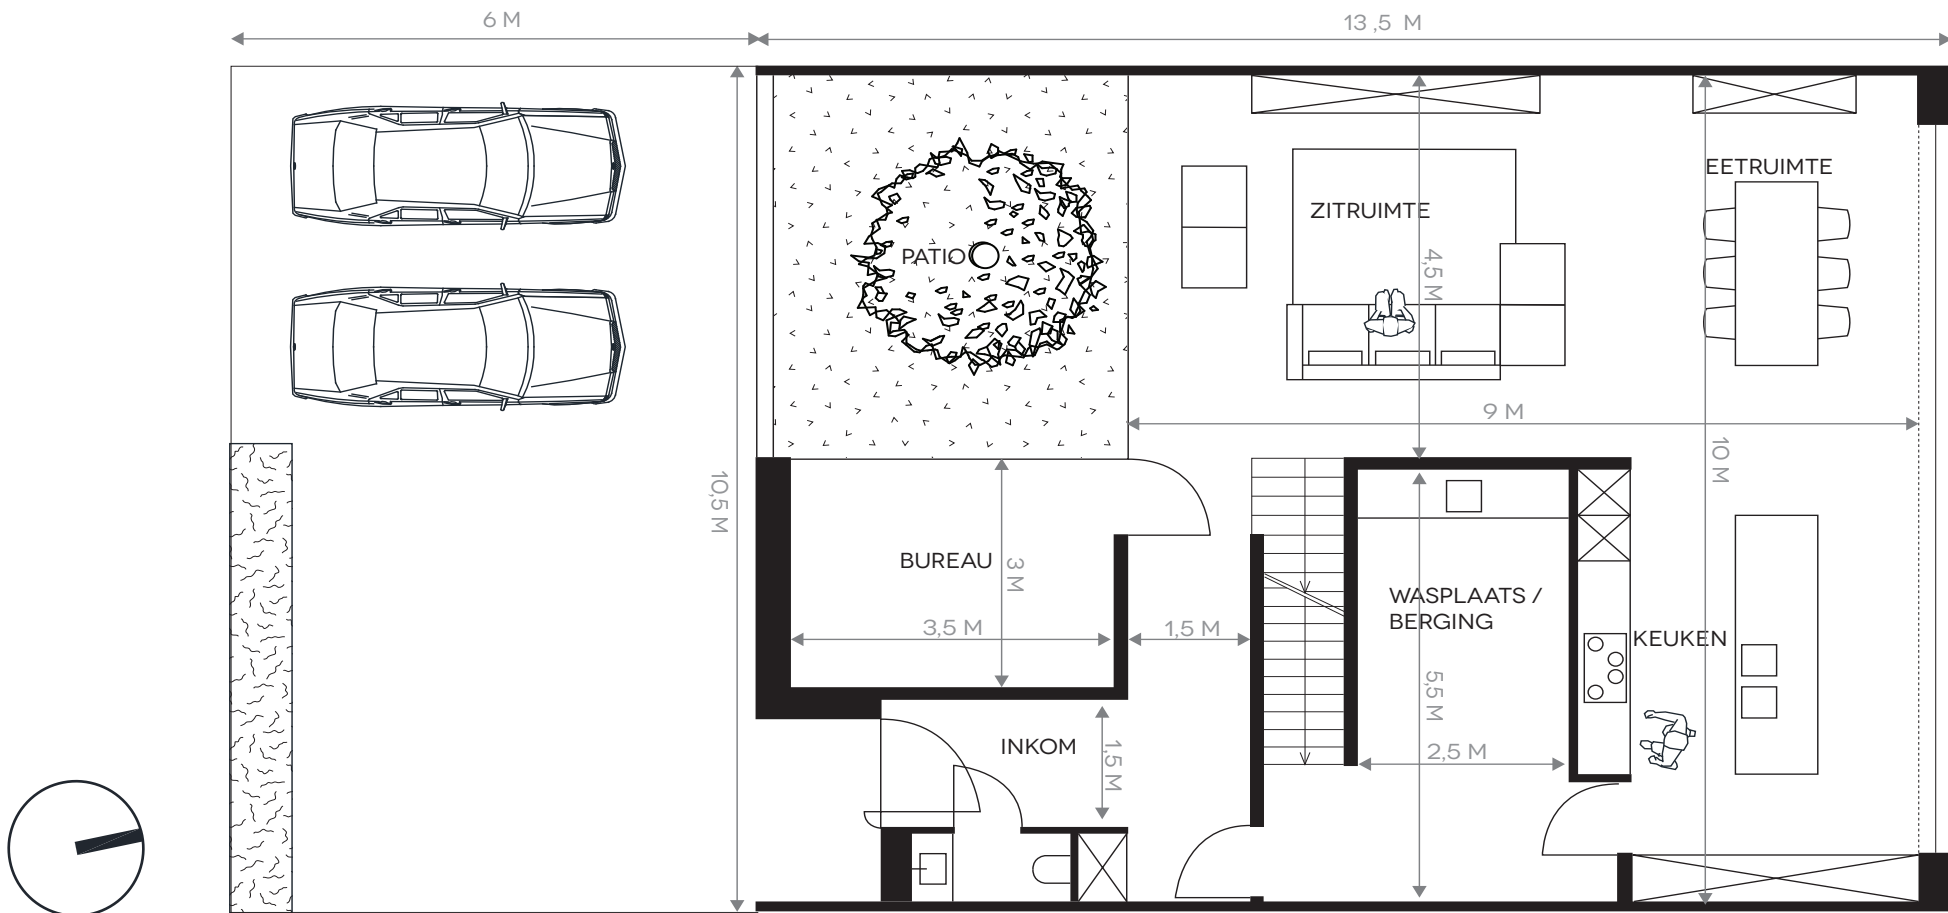 6 M
13 ,5 M
EETRUIMTE
ZITRUIMTE
PATIO
4,5 M
9 M
10 M
10,5 M
BUREAU
3 M
WASPLAATS /
BERGING
3,5 M
1,5 M
KEUKEN
5,5 M
INKOM
1,5 M
2,5 M